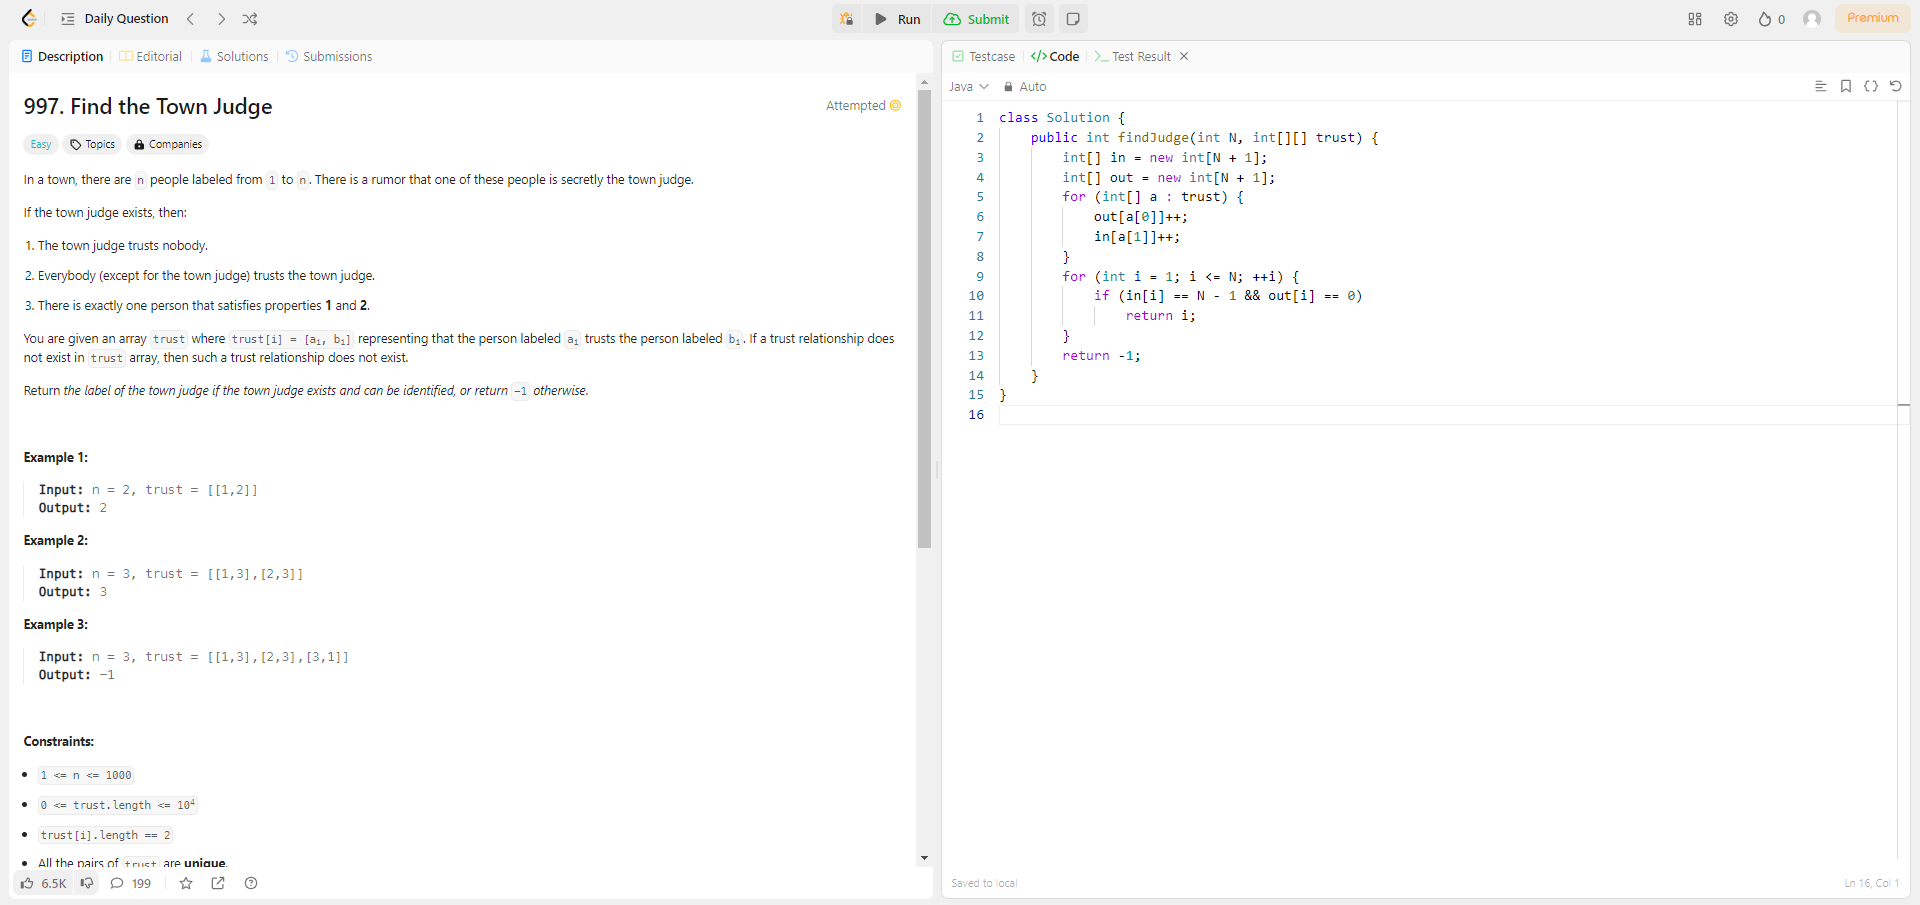 Daily Question
Run
Submit
0
Premium
Description
Editorial
Solutions
Submissions
997. Find the Town Judge
Attempted
Easy
Topics
Companies
In a town, there are n people labeled from 1 to n. There is a rumor that one of these people is secretly the town judge.
If the town judge exists, then:
1. The town judge trusts nobody.
2. Everybody (except for the town judge) trusts the town judge.
3. There is exactly one person that satisfies properties 1 and 2.
You are given an array trust where trust[i] = [aᵢ, bᵢ] representing that the person labeled aᵢ trusts the person labeled bᵢ. If a trust relationship does
not exist in trust array, then such a trust relationship does not exist.
Return the label of the town judge if the town judge exists and can be identified, or return -1 otherwise.
Example 1:
Input: n = 2, trust = [[1,2]]
Output: 2
Example 2:
Input: n = 3, trust = [[1,3],[2,3]]
Output: 3
Example 3:
Input: n = 3, trust = [[1,3],[2,3],[3,1]]
Output: -1
Constraints:
• 1 <= n <= 1000
• 0 <= trust.length <= 10⁴
• trust[i].length == 2
• All the pairs of trust are unique.
6.5K
199
Testcase
</> Code
Test Result
Java
Auto
1 class Solution {
2     public int findJudge(int N, int[][] trust) {
3         int[] in = new int[N + 1];
4         int[] out = new int[N + 1];
5         for (int[] a : trust) {
6             out[a[0]]++;
7             in[a[1]]++;
8         }
9         for (int i = 1; i <= N; ++i) {
10             if (in[i] == N - 1 && out[i] == 0)
11                 return i;
12         }
13         return -1;
14     }
15 }
16
Saved to local
Ln 16, Col 1